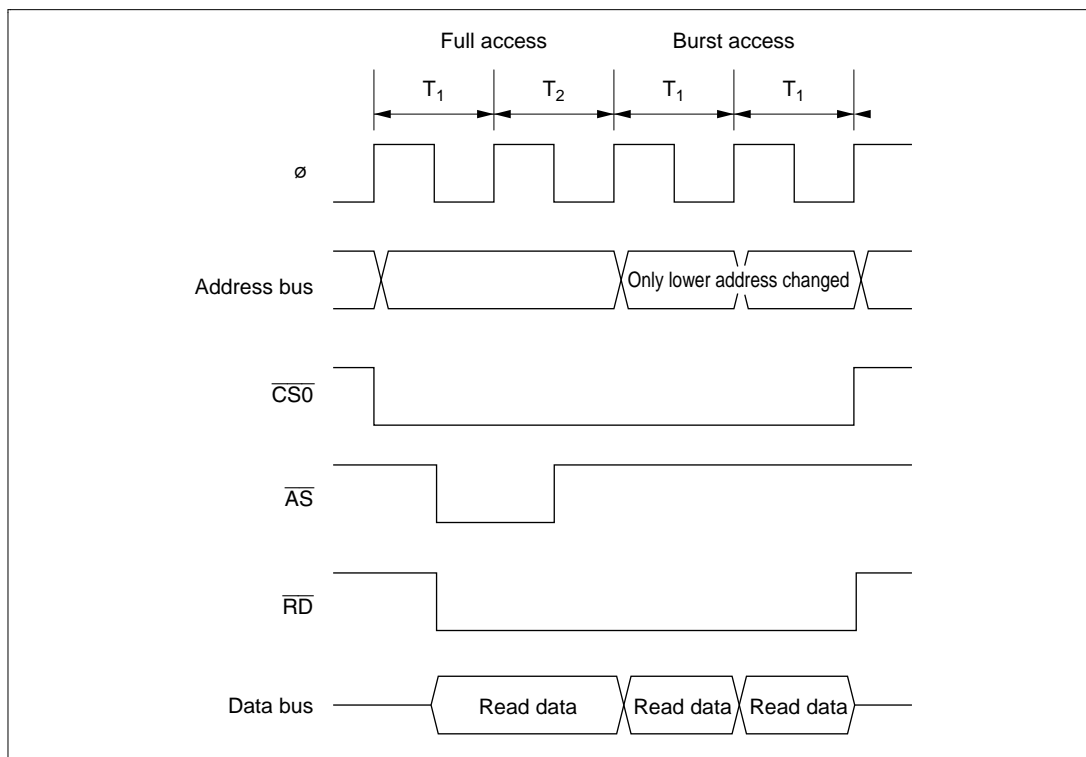 Full access Burst access
T1 T2 T1 T1
ø
Address bus Only lower address changed
CS0
AS
RD
Data bus Read data Read data Read data